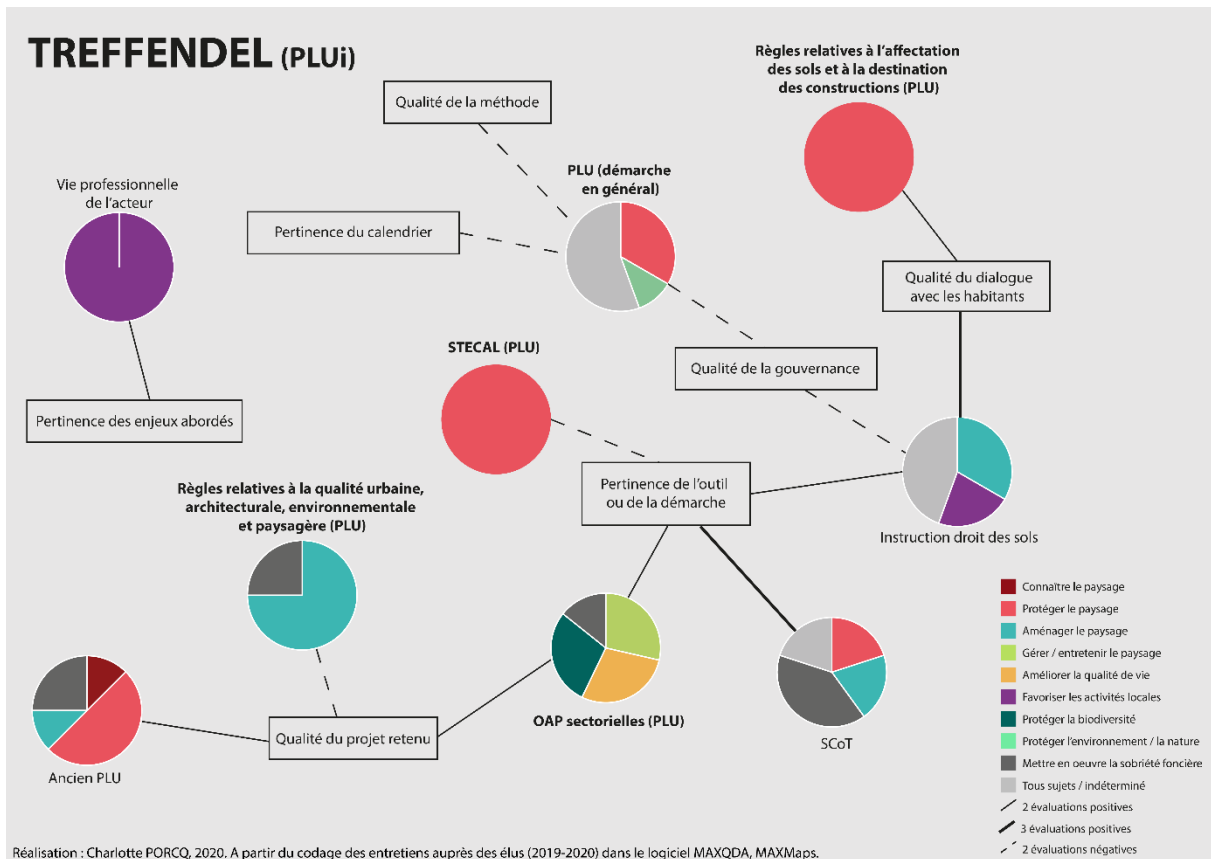 TREFFENDEL (PLUi)
Règles relatives à l'affectation
des sols et à la destination
des constructions (PLU)
Qualité de la méthode
PLU (démarche
en général)
Vie professionnelle
de l'acteur
Pertinence du calendrier
Qualité du dialogue
avec les habitants
STECAL (PLU)
Qualité de la gouvernance
Pertinence des enjeux abordés
Règles relatives à la qualité urbaine,
architecturale, environnementale
et paysagère (PLU)
Pertinence de l'outil
ou de la démarche
Instruction droit des sols
OAP sectorielles (PLU)
SCoT
Qualité du projet retenu
Ancien PLU
Connaître le paysage
Protéger le paysage
Aménager le paysage
Gérer / entretenir le paysage
Améliorer la qualité de vie
Favoriser les activités locales
Protéger la biodiversité
Protéger l'environnement / la nature
Mettre en oeuvre la sobriété foncière
Tous sujets / indéterminé
2 évaluations positives
3 évaluations positives
2 évaluations négatives
Réalisation : Charlotte PORCQ, 2020. A partir du codage des entretiens auprès des élus (2019-2020) dans le logiciel MAXQDA, MAXMaps.